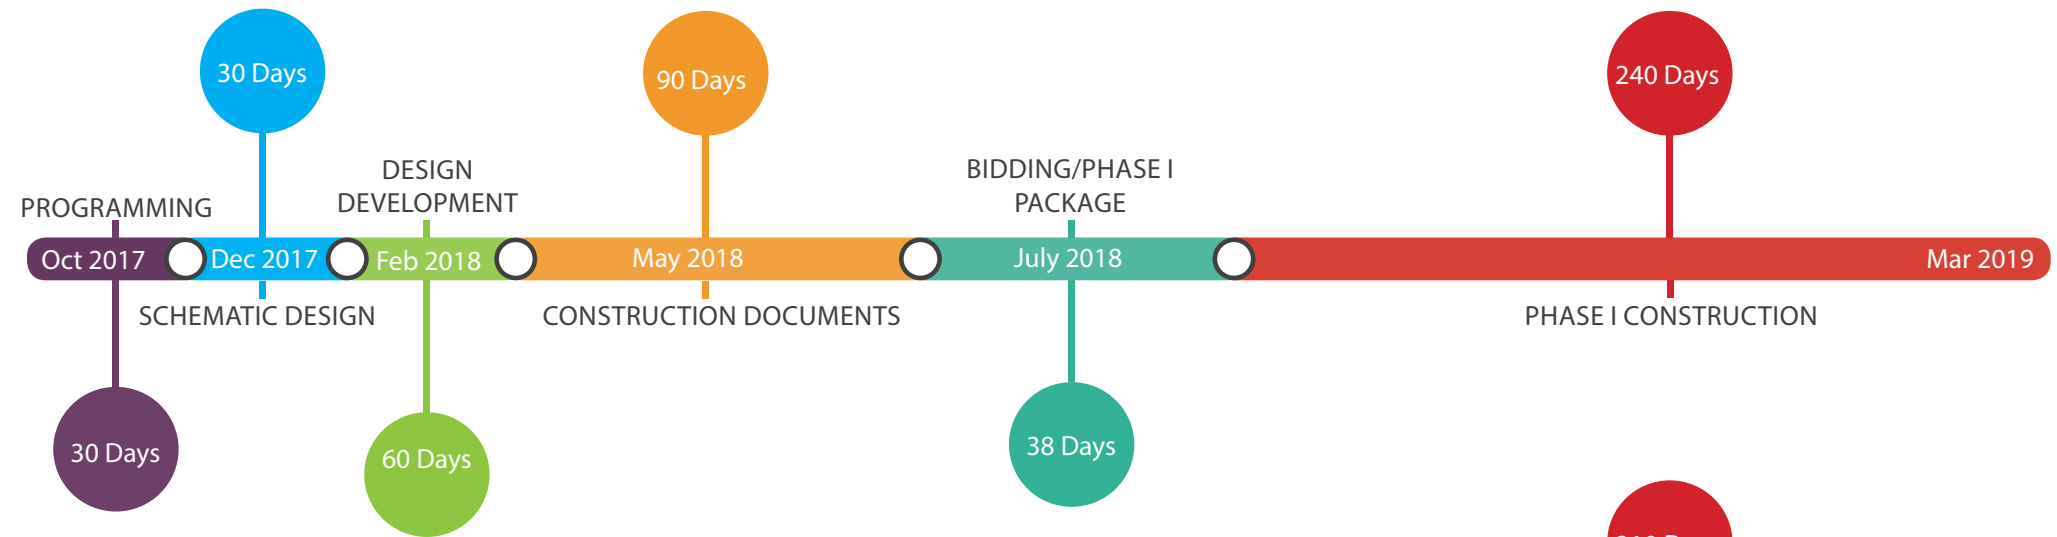 30 Days
90 Days
240 Days
DESIGN
DEVELOPMENT
BIDDING/PHASE I
PACKAGE
PROGRAMMING
Oct 2017
Dec 2017
Feb 2018
May 2018
July 2018
Mar 2019
SCHEMATIC DESIGN
CONSTRUCTION DOCUMENTS
PHASE I CONSTRUCTION
30 Days
60 Days
38 Days